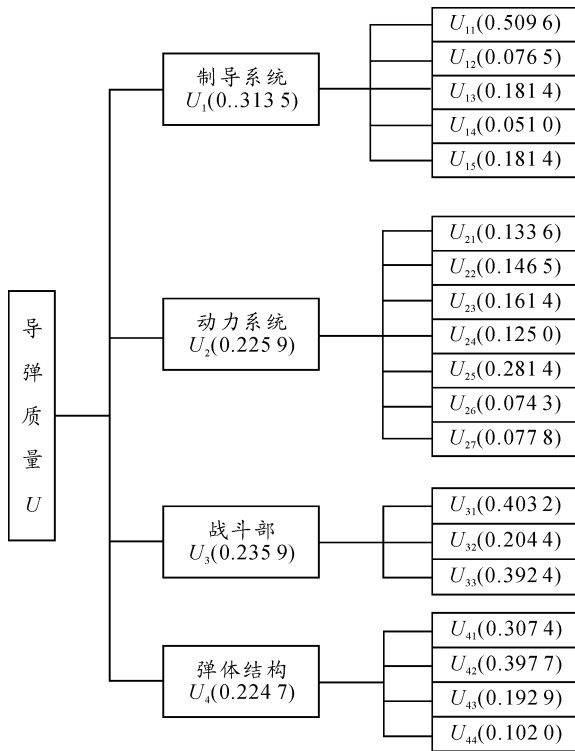 导弹质量U
制导系统
U₁(0..313 5)
U₁₁(0.509 6)
U₁₂(0.076 5)
U₁₃(0.181 4)
U₁₄(0.051 0)
U₁₅(0.181 4)
动力系统
U₂(0.225 9)
U₂₁(0.133 6)
U₂₂(0.146 5)
U₂₃(0.161 4)
U₂₄(0.125 0)
U₂₅(0.281 4)
U₂₆(0.074 3)
U₂₇(0.077 8)
战斗部
U₃(0.235 9)
U₃₁(0.403 2)
U₃₂(0.204 4)
U₃₃(0.392 4)
弹体结构
U₄(0.224 7)
U₄₁(0.307 4)
U₄₂(0.397 7)
U₄₃(0.192 9)
U₄₄(0.102 0)